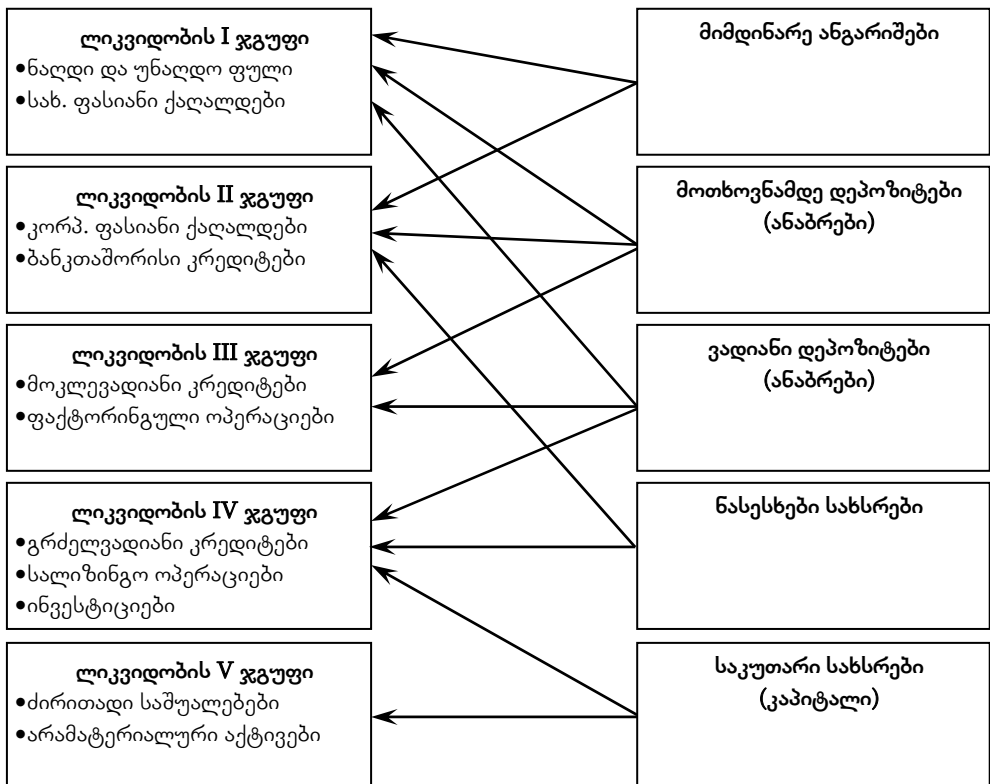 ლიკვიდობის I ჯგუფი
•ნაღდი და უნაღდო ფული
•სახ. ფასიანი ქაღალდები
ლიკვიდობის II ჯგუფი
•კორპ. ფასიანი ქაღალდები
•ბანკთაშორისი კრედიტები
ლიკვიდობის III ჯგუფი
•მოკლევადიანი კრედიტები
•ფაქტორინგული ოპერაციები
ლიკვიდობის IV ჯგუფი
•გრძელვადიანი კრედიტები
•სალიზინგო ოპერაციები
•ინვესტიციები
ლიკვიდობის V ჯგუფი
•ძირითადი საშუალებები
•არამატერიალური აქტივები
მიმდინარე ანგარიშები
მოთხოვნამდე დეპოზიტები
(ანაბრები)
ვადიანი დეპოზიტები
(ანაბრები)
ნასესხები სახსრები
საკუთარი სახსრები
(კაპიტალი)